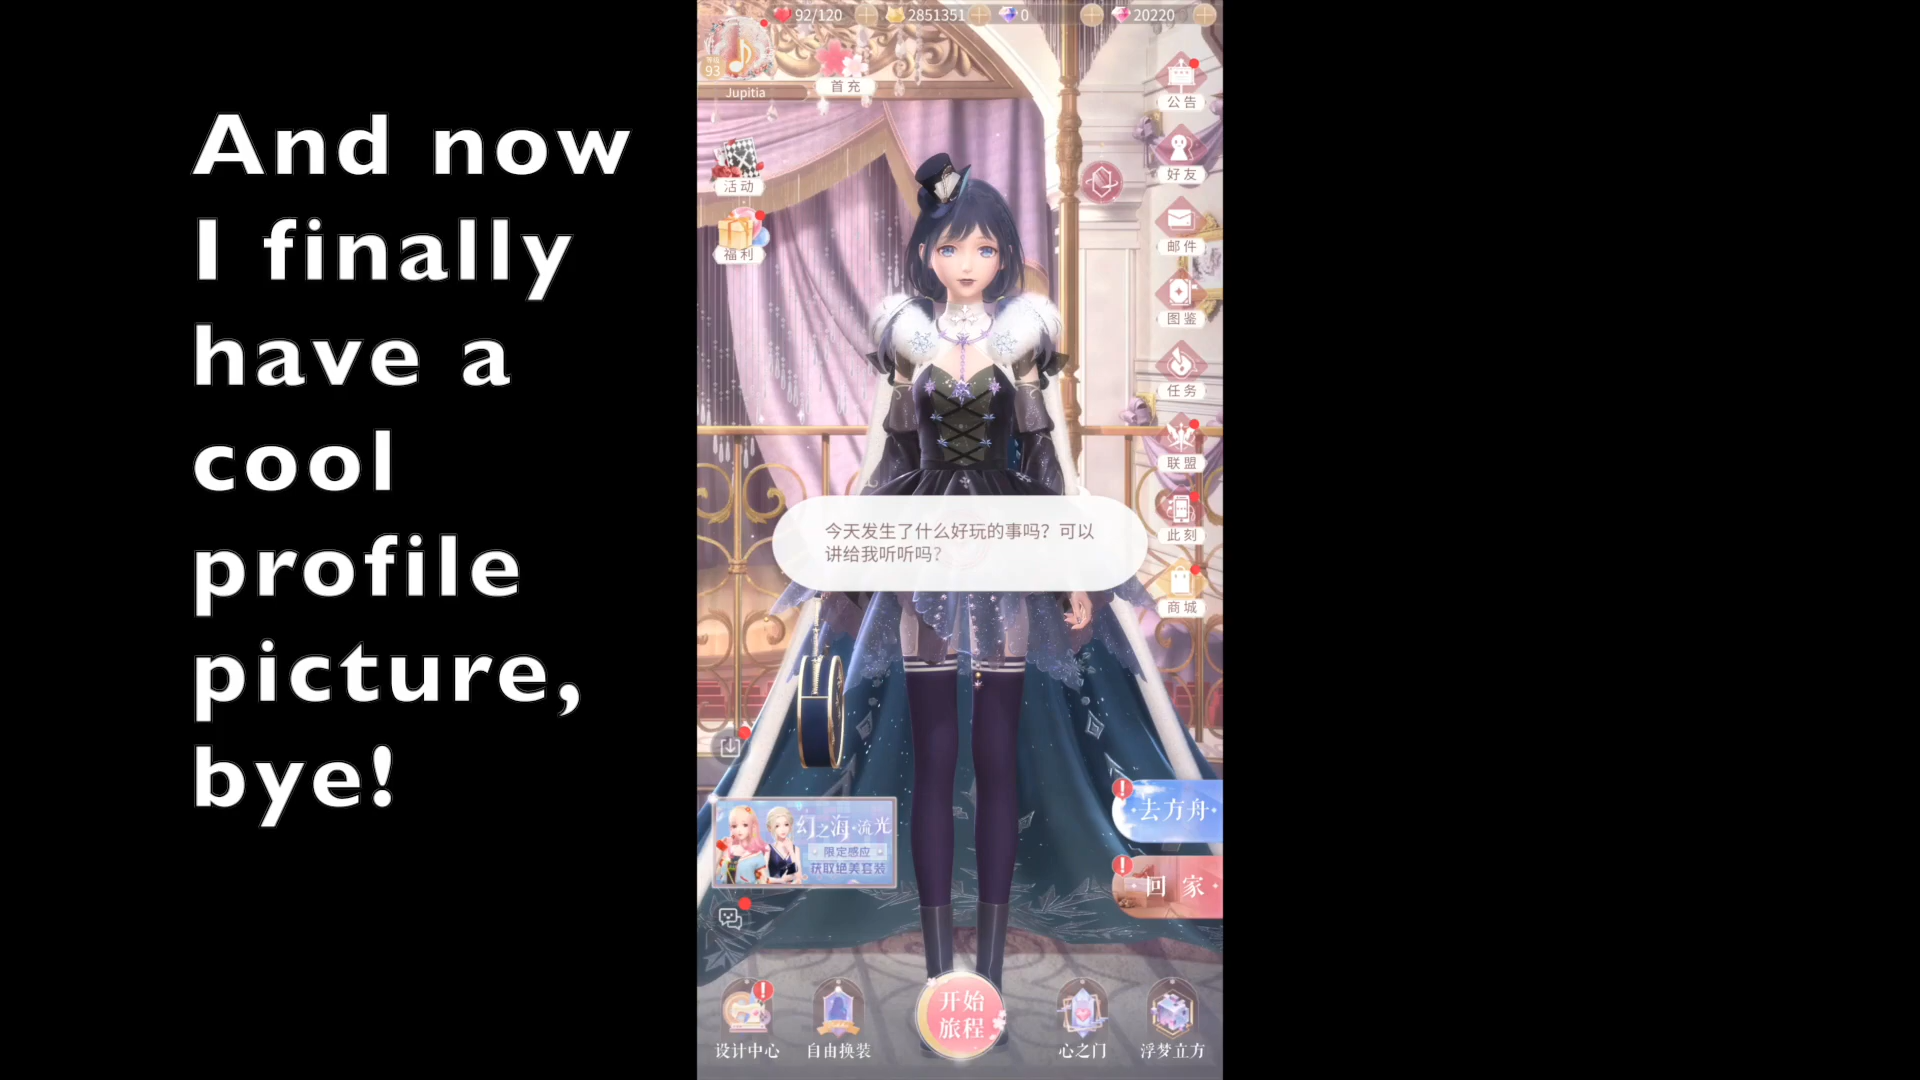 And now
I finally
have a
cool
profile
picture,
bye!
92/120
2851351
0
20220
等级
93
Jupitia
首充
活动
福利
公告
好友
邮件
图鉴
任务
联盟
此刻
商城
今天发生了什么好玩的事吗？可以
讲给我听听吗？
幻之海·流光
限定感应
获取绝美套装
去方舟
回家
设计中心
自由换装
开始
旅程
心之门
浮梦立方